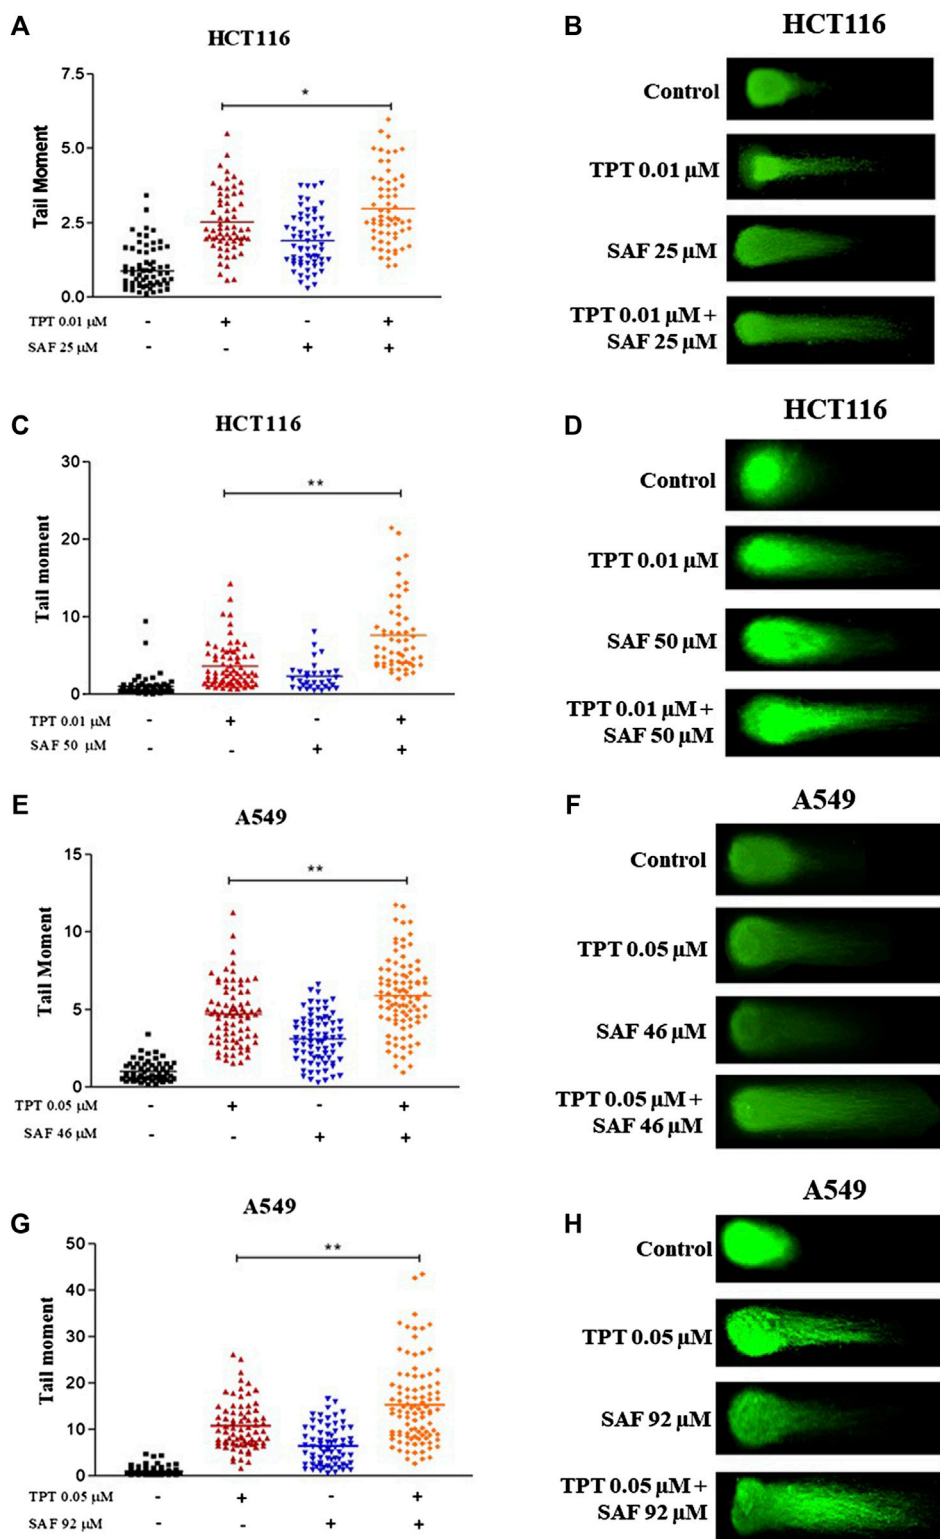 A
HCT116
7.5
5.0
2.5
0.0
Tail Moment
*
TPT 0.01 µM - + - +
SAF 25 µM - - + +
B
HCT116
Control
TPT 0.01 µM
SAF 25 µM
TPT 0.01 µM +
SAF 25 µM
C
HCT116
30
20
10
0
Tail moment
**
TPT 0.01 µM - + - +
SAF 50 µM - - + +
D
HCT116
Control
TPT 0.01 µM
SAF 50 µM
TPT 0.01 µM +
SAF 50 µM
E
A549
15
10
5
0
Tail Moment
**
TPT 0.05 µM - + - +
SAF 46 µM - - + +
F
A549
Control
TPT 0.05 µM
SAF 46 µM
TPT 0.05 µM +
SAF 46 µM
G
A549
50
40
30
20
10
0
Tail moment
**
TPT 0.05 µM - + - +
SAF 92 µM - - + +
H
A549
Control
TPT 0.05 µM
SAF 92 µM
TPT 0.05 µM +
SAF 92 µM